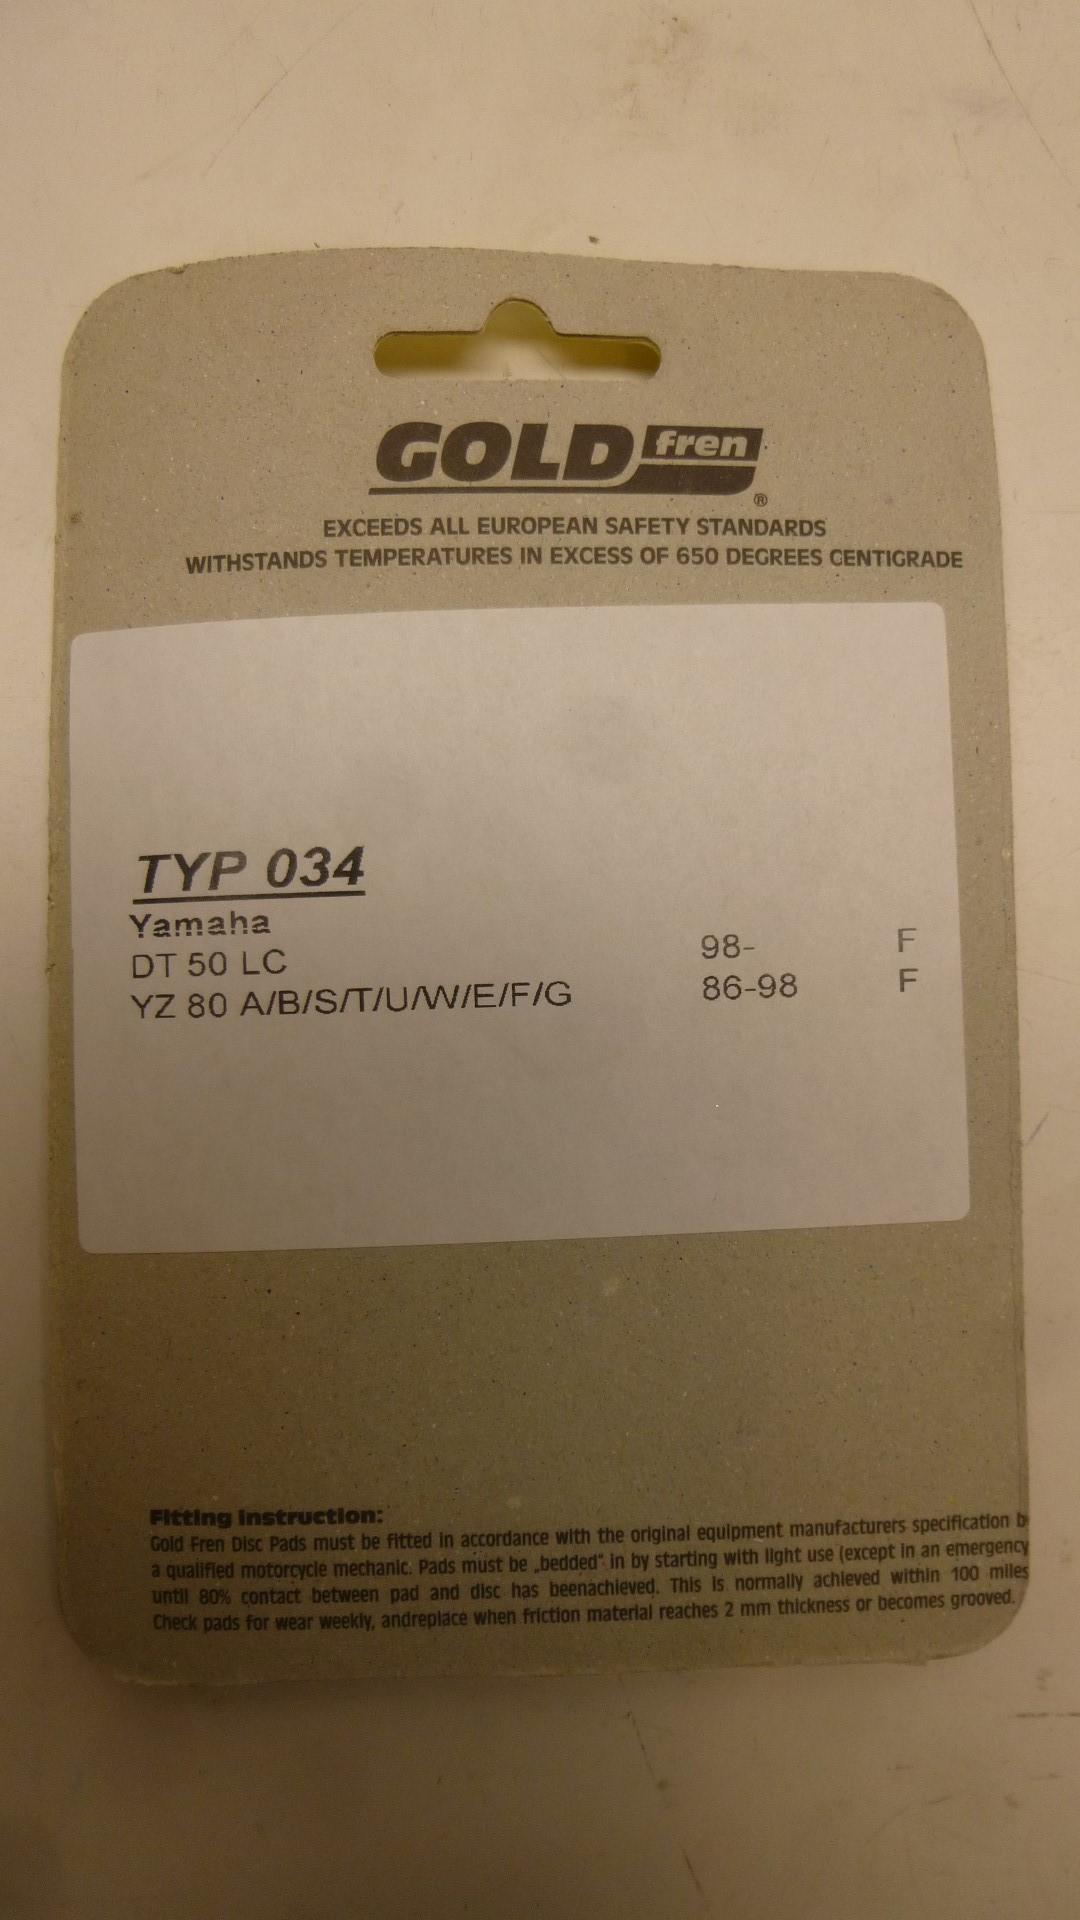 GOLD fren ®
EXCEEDS ALL EUROPEAN SAFETY STANDARDS
WITHSTANDS TEMPERATURES IN EXCESS OF 650 DEGREES CENTIGRADE
TYP 034
Yamaha
DT 50 LC 98- F
YZ 80 A/B/S/T/U/W/E/F/G 86-98 F
Fitting instruction:
Gold Fren Disc Pads must be fitted in accordance with the original equipment manufacturers specification b
a qualified motorcycle mechanic. Pads must be „bedded“ in by starting with light use (except in an emergency
until 80% contact between pad and disc has beenachieved. This is normally achieved within 100 miles
Check pads for wear weekly, andreplace when friction material reaches 2 mm thickness or becomes grooved.